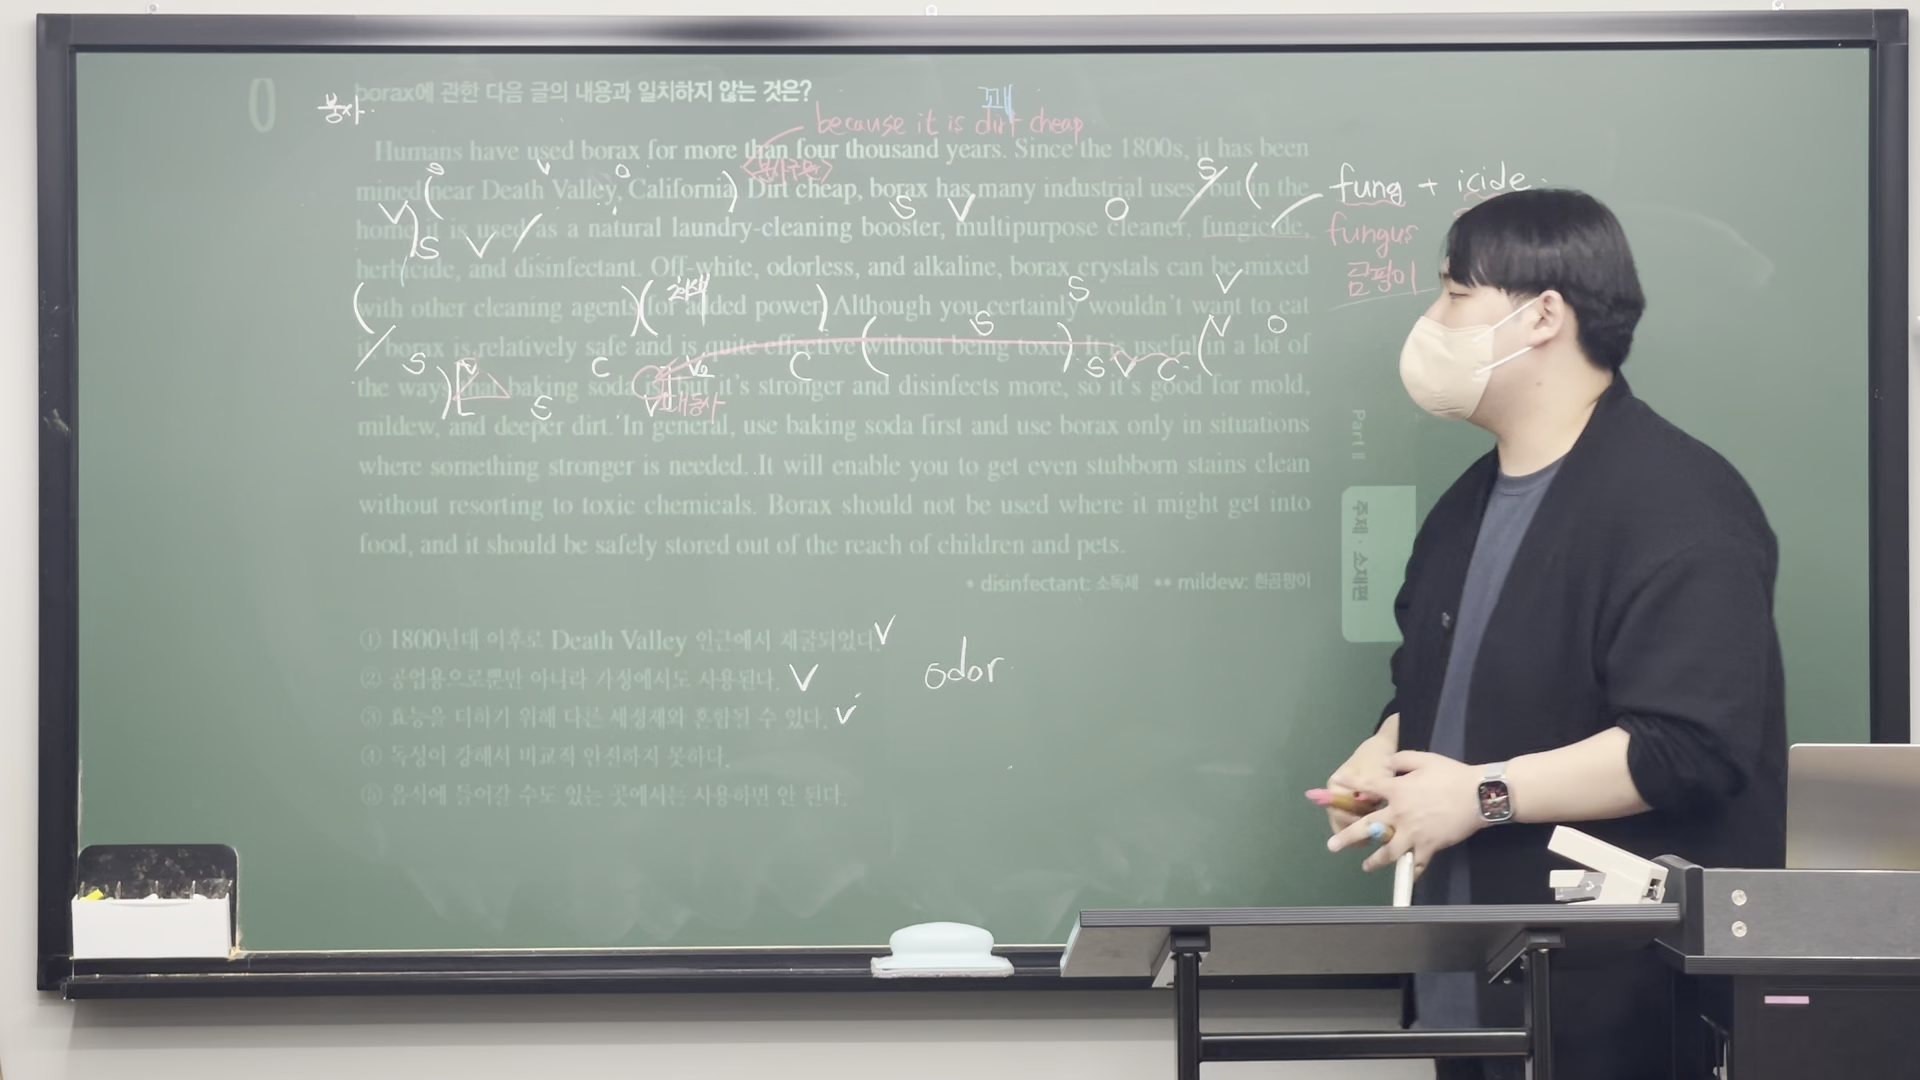 0
borax에 관한 다음 글의 내용과 일치하지 않는 것은?
붕사
꽤
because it is dirt cheap
Humans have used borax for more than four thousand years. Since the 1800s, it has been
<분사구문>
mined near Death Valley, California. Dirt cheap, borax has many industrial uses, but in the
fung + icide
home it is used as a natural laundry-cleaning booster, multipurpose cleaner, fungicide,
fungus
곰팡이
herbicide, and disinfectant. Off-white, odorless, and alkaline, borax crystals can be mixed
with other cleaning agents for added power. Although you certainly wouldn't want to eat
it, borax is relatively safe and is quite effective without being toxic. It is useful in a lot of
the ways that baking soda is, but it's stronger and disinfects more, so it's good for mold,
대동사
mildew, and deeper dirt. In general, use baking soda first and use borax only in situations
where something stronger is needed. It will enable you to get even stubborn stains clean
without resorting to toxic chemicals. Borax should not be used where it might get into
food, and it should be safely stored out of the reach of children and pets.
* disinfectant: 소독제 ** mildew: 흰곰팡이
① 1800년대 이후로 Death Valley 인근에서 채굴되었다. V
② 공업용으로뿐만 아니라 가정에서도 사용된다. V
③ 효능을 더하기 위해 다른 세정제와 혼합될 수 있다. V
④ 독성이 강해서 비교적 안전하지 못하다.
⑤ 음식에 들어갈 수도 있는 곳에서는 사용하면 안 된다.
odor
Part II
주제·소재편